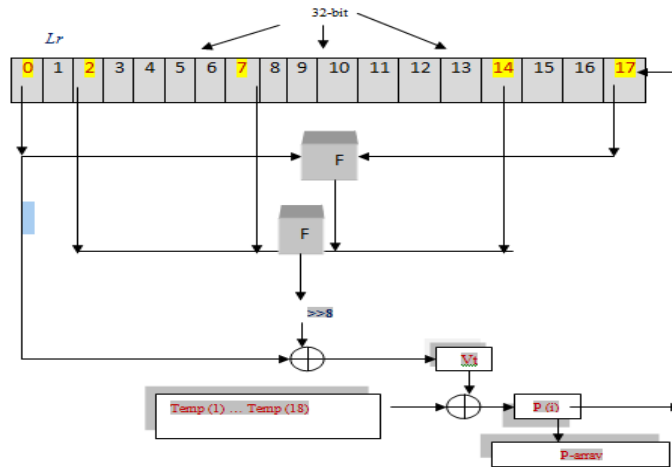 32-bit
Lr
0 1 2 3 4 5 6 7 8 9 10 11 12 13 14 15 16 17
F
F
>>8
Vt
Temp (1) … Temp (18)
P (i)
P-array